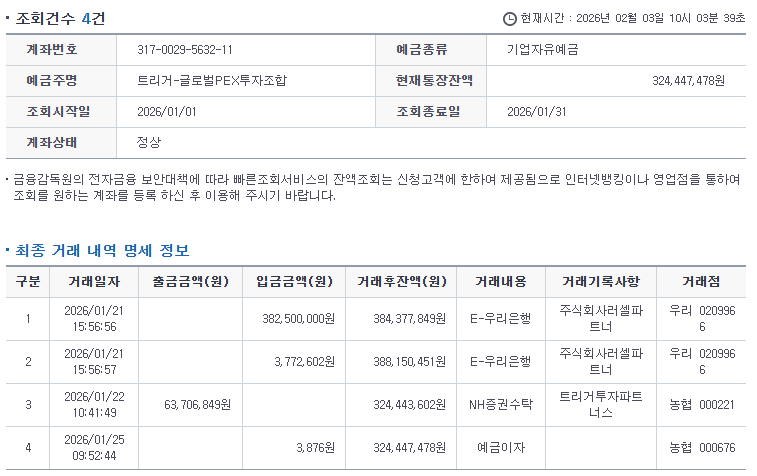 조회건수 4건
현재시간 : 2026년 02월 03일 10시 03분 39초
계좌번호 317-0029-5632-11 예금종류 기업자유예금
예금주명 트리거-글로벌PEX투자조합 현재통장잔액 324,447,478원
조회시작일 2026/01/01 조회종료일 2026/01/31
계좌상태 정상
금융감독원의 전자금융 보안대책에 따라 빠른조회서비스의 잔액조회는 신청고객에 한하여 제공됨으로 인터넷뱅킹이나 영업점을 통하여
조회를 원하는 계좌를 등록 하신 후 이용해 주시기 바랍니다.
최종 거래 내역 명세 정보
구분 거래일자 출금금액(원) 입금금액(원) 거래후잔액(원) 거래내용 거래기록사항 거래점
1 2026/01/21 15:56:56 382,500,000원 384,377,849원 E-우리은행 주식회사러셀파트너 우리 0209966
2 2026/01/21 15:56:57 3,772,602원 388,150,451원 E-우리은행 주식회사러셀파트너 우리 0209966
3 2026/01/22 10:41:49 63,706,849원 324,443,602원 NH증권수탁 트리거투자파트너스 농협 000221
4 2026/01/25 09:52:44 3,876원 324,447,478원 예금이자 농협 000676